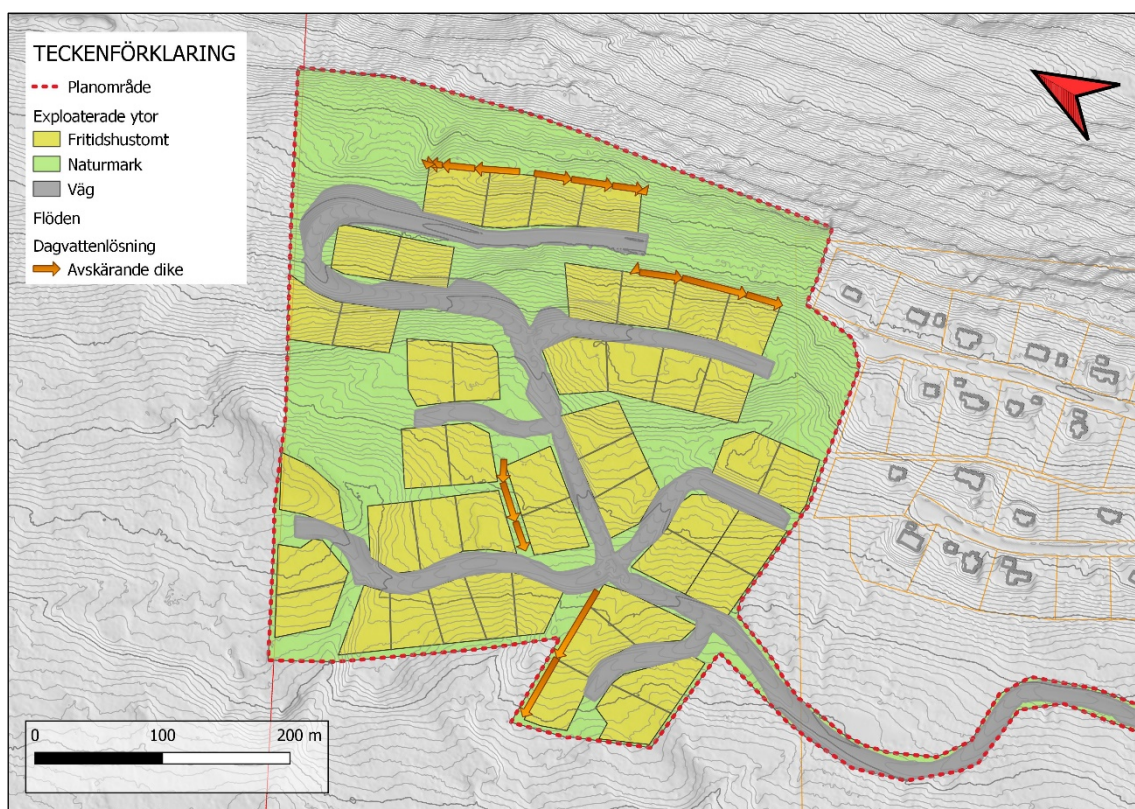 TECKENFÖRKLARING
Planområde
Exploaterade ytor
Fritidshustomt
Naturmark
Väg
Flöden
Dagvattenlösning
Avskärande dike
0 100 200 m